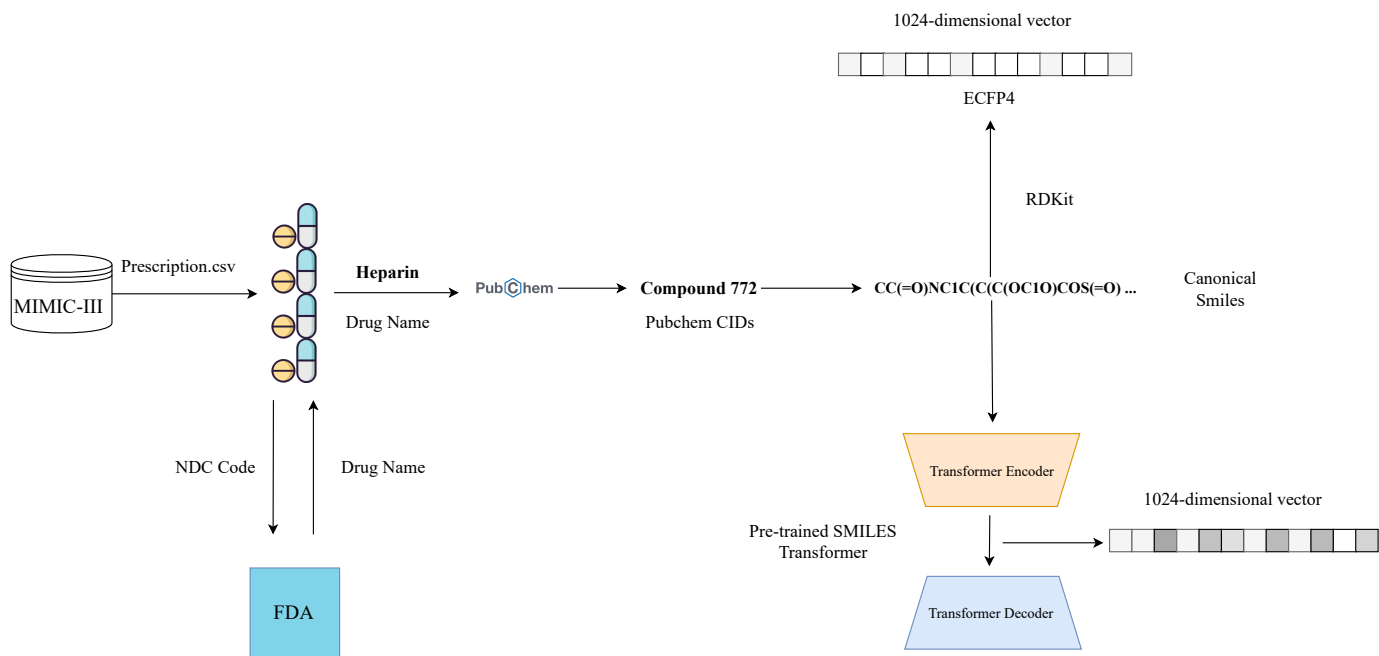 1024-dimensional vector
ECFP4
RDKit
MIMIC-III
Prescription.csv
Heparin
Drug Name
PubChem
Compound 772
Pubchem CIDs
CC(=O)NC1C(C(C(OC1O)COS(=O) ...
Canonical
Smiles
NDC Code
Drug Name
FDA
Transformer Encoder
Pre-trained SMILES
Transformer
1024-dimensional vector
Transformer Decoder